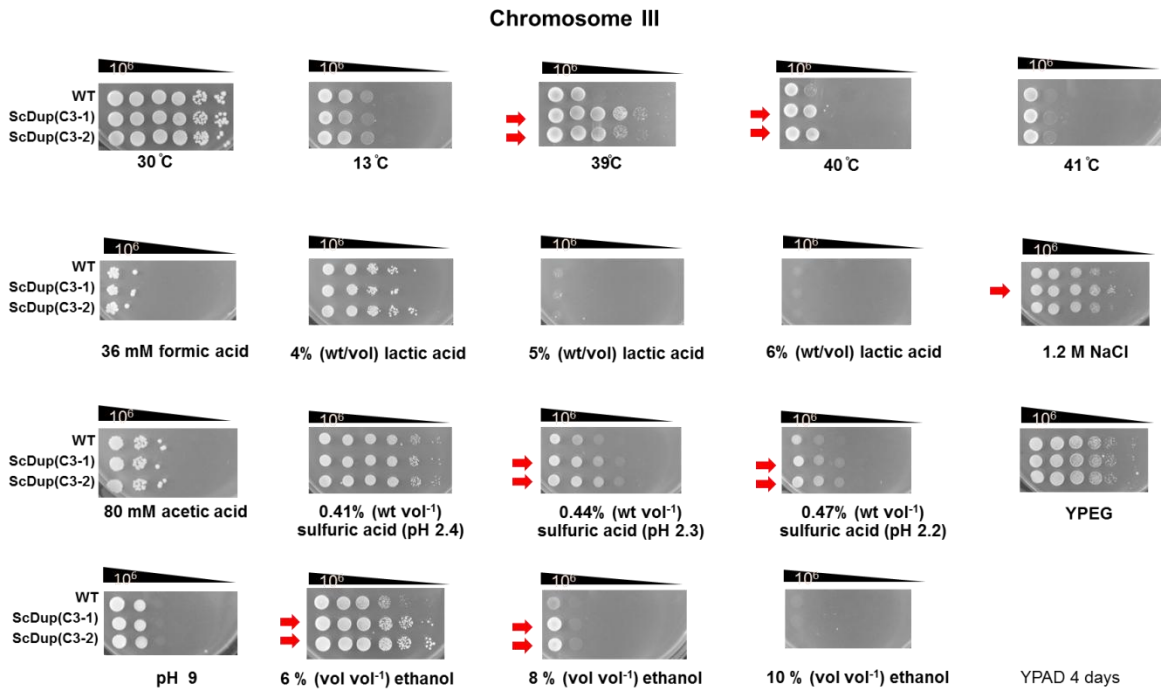 Chromosome III
10⁶ 10⁶ 10⁶ 10⁶ 10⁶
WT
ScDup(C3-1)
ScDup(C3-2)
30°C 13°C 39°C 40°C 41°C
10⁶ 10⁶ 10⁶ 10⁶ 10⁶
WT
ScDup(C3-1)
ScDup(C3-2)
36 mM formic acid 4% (wt/vol) lactic acid 5% (wt/vol) lactic acid 6% (wt/vol) lactic acid 1.2 M NaCl
10⁶ 10⁶ 10⁶ 10⁶ 10⁶
WT
ScDup(C3-1)
ScDup(C3-2)
80 mM acetic acid 0.41% (wt vol⁻¹) 0.44% (wt vol⁻¹) 0.47% (wt vol⁻¹) YPEG
sulfuric acid (pH 2.4) sulfuric acid (pH 2.3) sulfuric acid (pH 2.2)
10⁶ 10⁶ 10⁶ 10⁶
WT
ScDup(C3-1)
ScDup(C3-2)
pH 9 6 % (vol vol⁻¹) ethanol 8 % (vol vol⁻¹) ethanol 10 % (vol vol⁻¹) ethanol YPAD 4 days